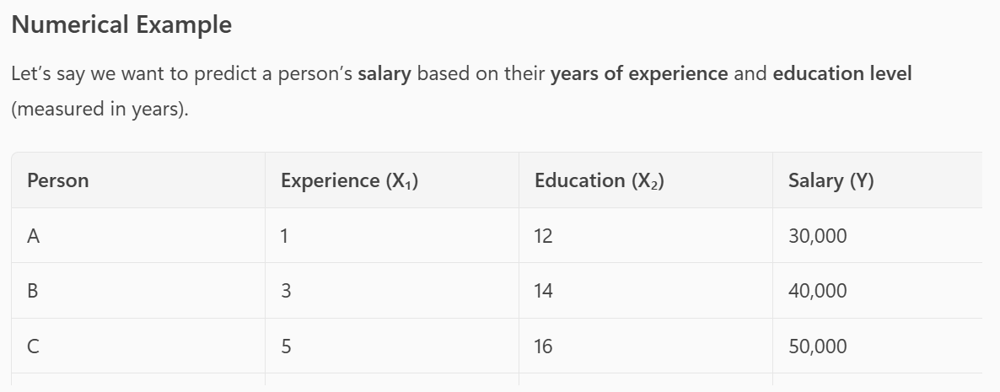 Numerical Example
Let’s say we want to predict a person’s salary based on their years of experience and education level
(measured in years).
Person Experience (X₁) Education (X₂) Salary (Y)
A 1 12 30,000
B 3 14 40,000
C 5 16 50,000